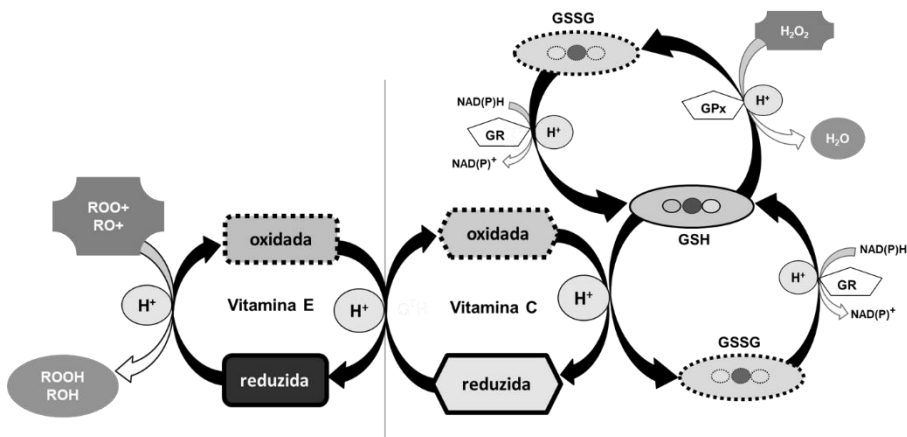 GSSG
H₂O₂
NAD(P)H
GR
H⁺
NAD(P)⁺
GPx
H⁺
H₂O
GSH
ROO+
RO+
oxidada
oxidada
H⁺
Vitamina E
H⁺
Vitamina C
H⁺
H⁺
NAD(P)H
GR
NAD(P)⁺
ROOH
ROH
reduzida
reduzida
GSSG